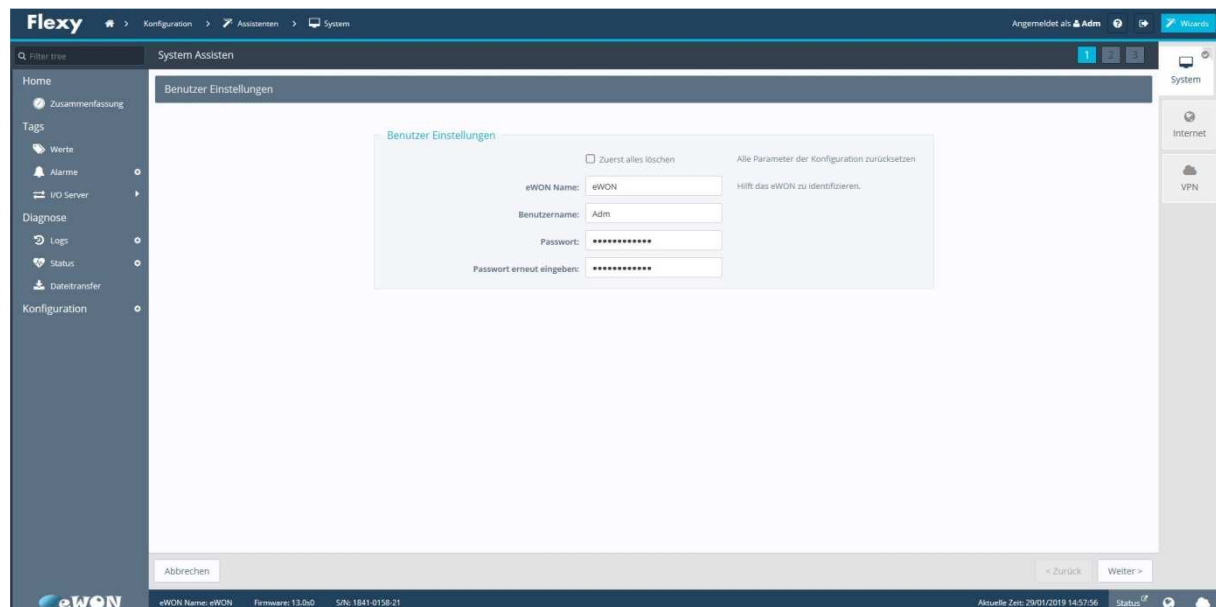 Flexy > Konfiguration > Assistenten > System Angemeldet als Adm Wizards
Filter tree
System Assisten 1 2 3
System
Home
Benutzer Einstellungen
Zusammenfassung
Tags
Internet
Benutzer Einstellungen
Werte
Zuerst alles löschen Alle Parameter der Konfiguration zurücksetzen
Alarme
eWON Name: eWON Hilft das eWON zu identifizieren.
VPN
I/O Server
Benutzername: Adm
Diagnose
Logs
Passwort: ••••••••••••
Status
Passwort erneut eingeben: ••••••••••••
Dateitransfer
Konfiguration
Abbrechen < Zurück Weiter >
eWON
eWON Name: eWON Firmware: 13.0s0 S/N: 1841-0158-21 Aktuelle Zeit: 29/01/2019 14:57:56 Status